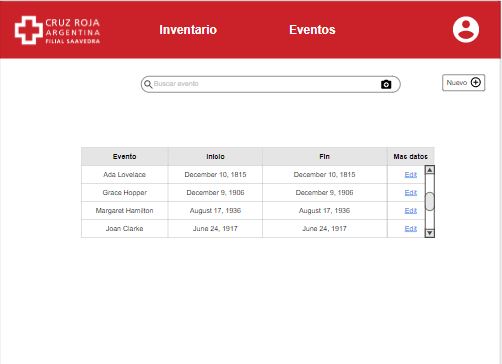 CRUZ ROJA
ARGENTINA
FILIAL SAAVEDRA
Inventario Eventos
Buscar evento
Nuevo
Evento Inicio Fin Mas datos
Ada Lovelace December 10, 1815 December 10, 1815 Edit
Grace Hopper December 9, 1906 December 9, 1906 Edit
Margaret Hamilton August 17, 1936 August 17, 1936 Edit
Joan Clarke June 24, 1917 June 24, 1917 Edit